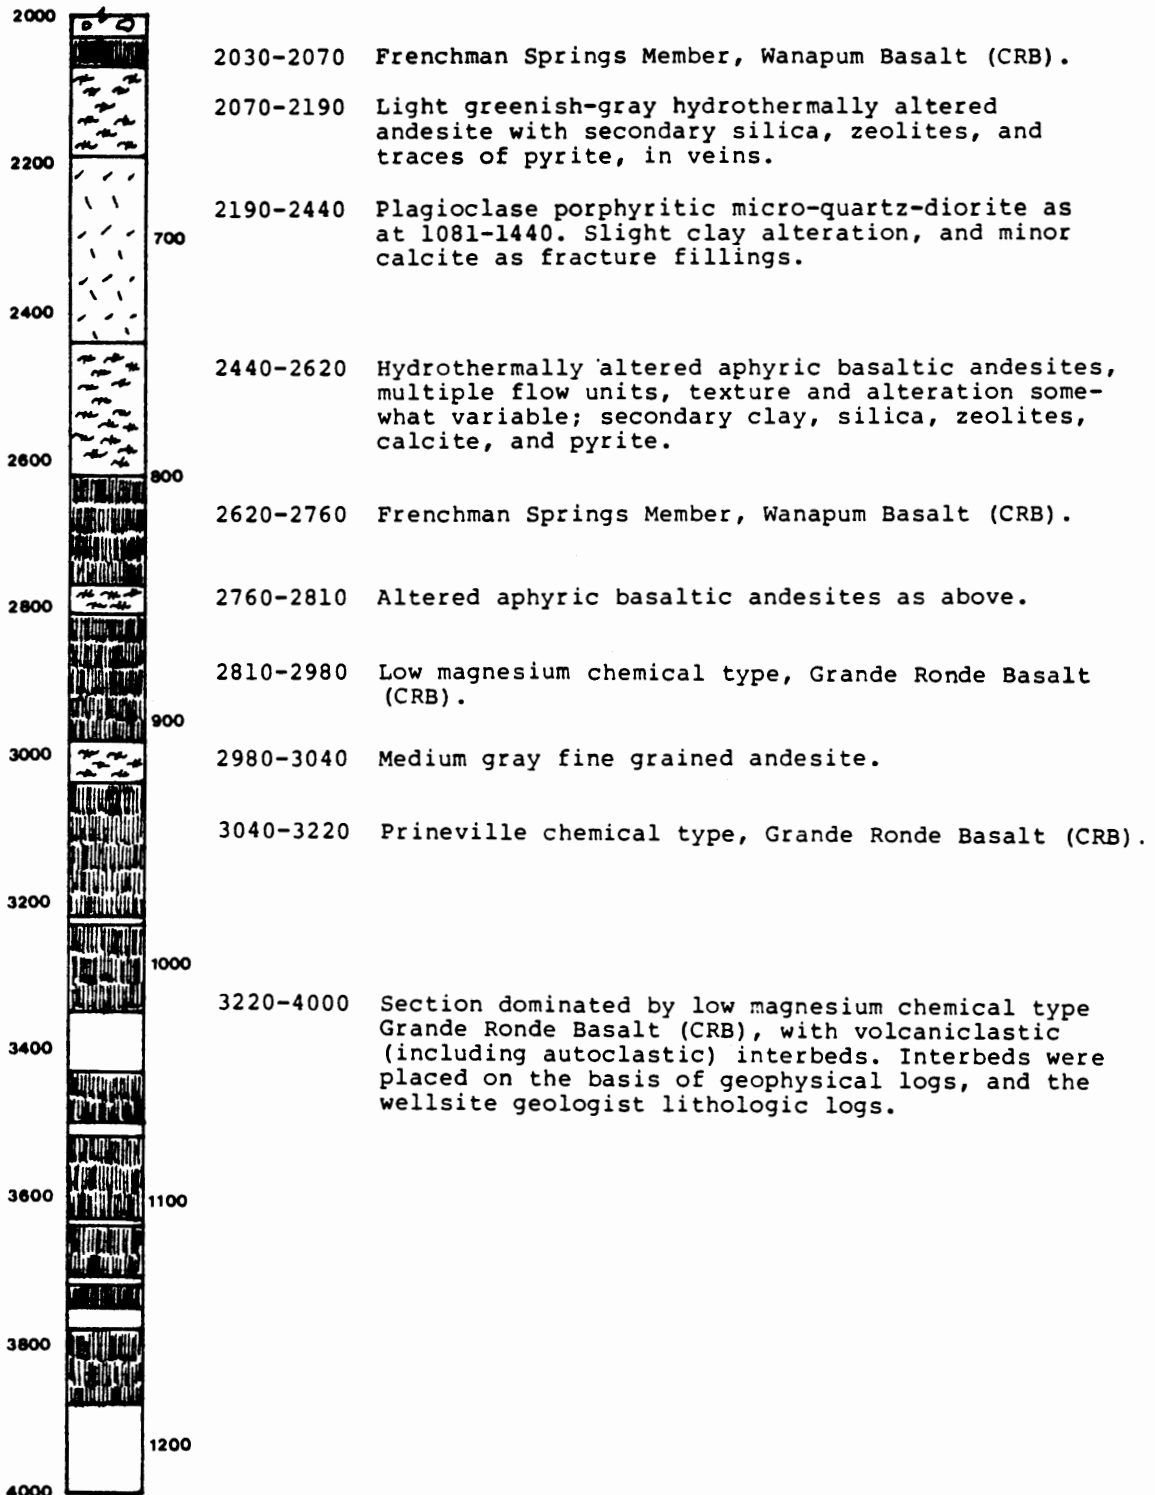 2000
2030-2070 Frenchman Springs Member, Wanapum Basalt (CRB).
2070-2190 Light greenish-gray hydrothermally altered
andesite with secondary silica, zeolites, and
traces of pyrite, in veins.
2200
2190-2440 Plagioclase porphyritic micro-quartz-diorite as
700 at 1081-1440. Slight clay alteration, and minor
calcite as fracture fillings.
2400
2440-2620 Hydrothermally altered aphyric basaltic andesites,
multiple flow units, texture and alteration some-
what variable; secondary clay, silica, zeolites,
calcite, and pyrite.
2600
800
2620-2760 Frenchman Springs Member, Wanapum Basalt (CRB).
2800
2760-2810 Altered aphyric basaltic andesites as above.
2810-2980 Low magnesium chemical type, Grande Ronde Basalt
(CRB).
900
3000
2980-3040 Medium gray fine grained andesite.
3040-3220 Prineville chemical type, Grande Ronde Basalt (CRB).
3200
1000
3220-4000 Section dominated by low magnesium chemical type
Grande Ronde Basalt (CRB), with volcaniclastic
3400 (including autoclastic) interbeds. Interbeds were
placed on the basis of geophysical logs, and the
wellsite geologist lithologic logs.
3600 1100
3800
1200
4000